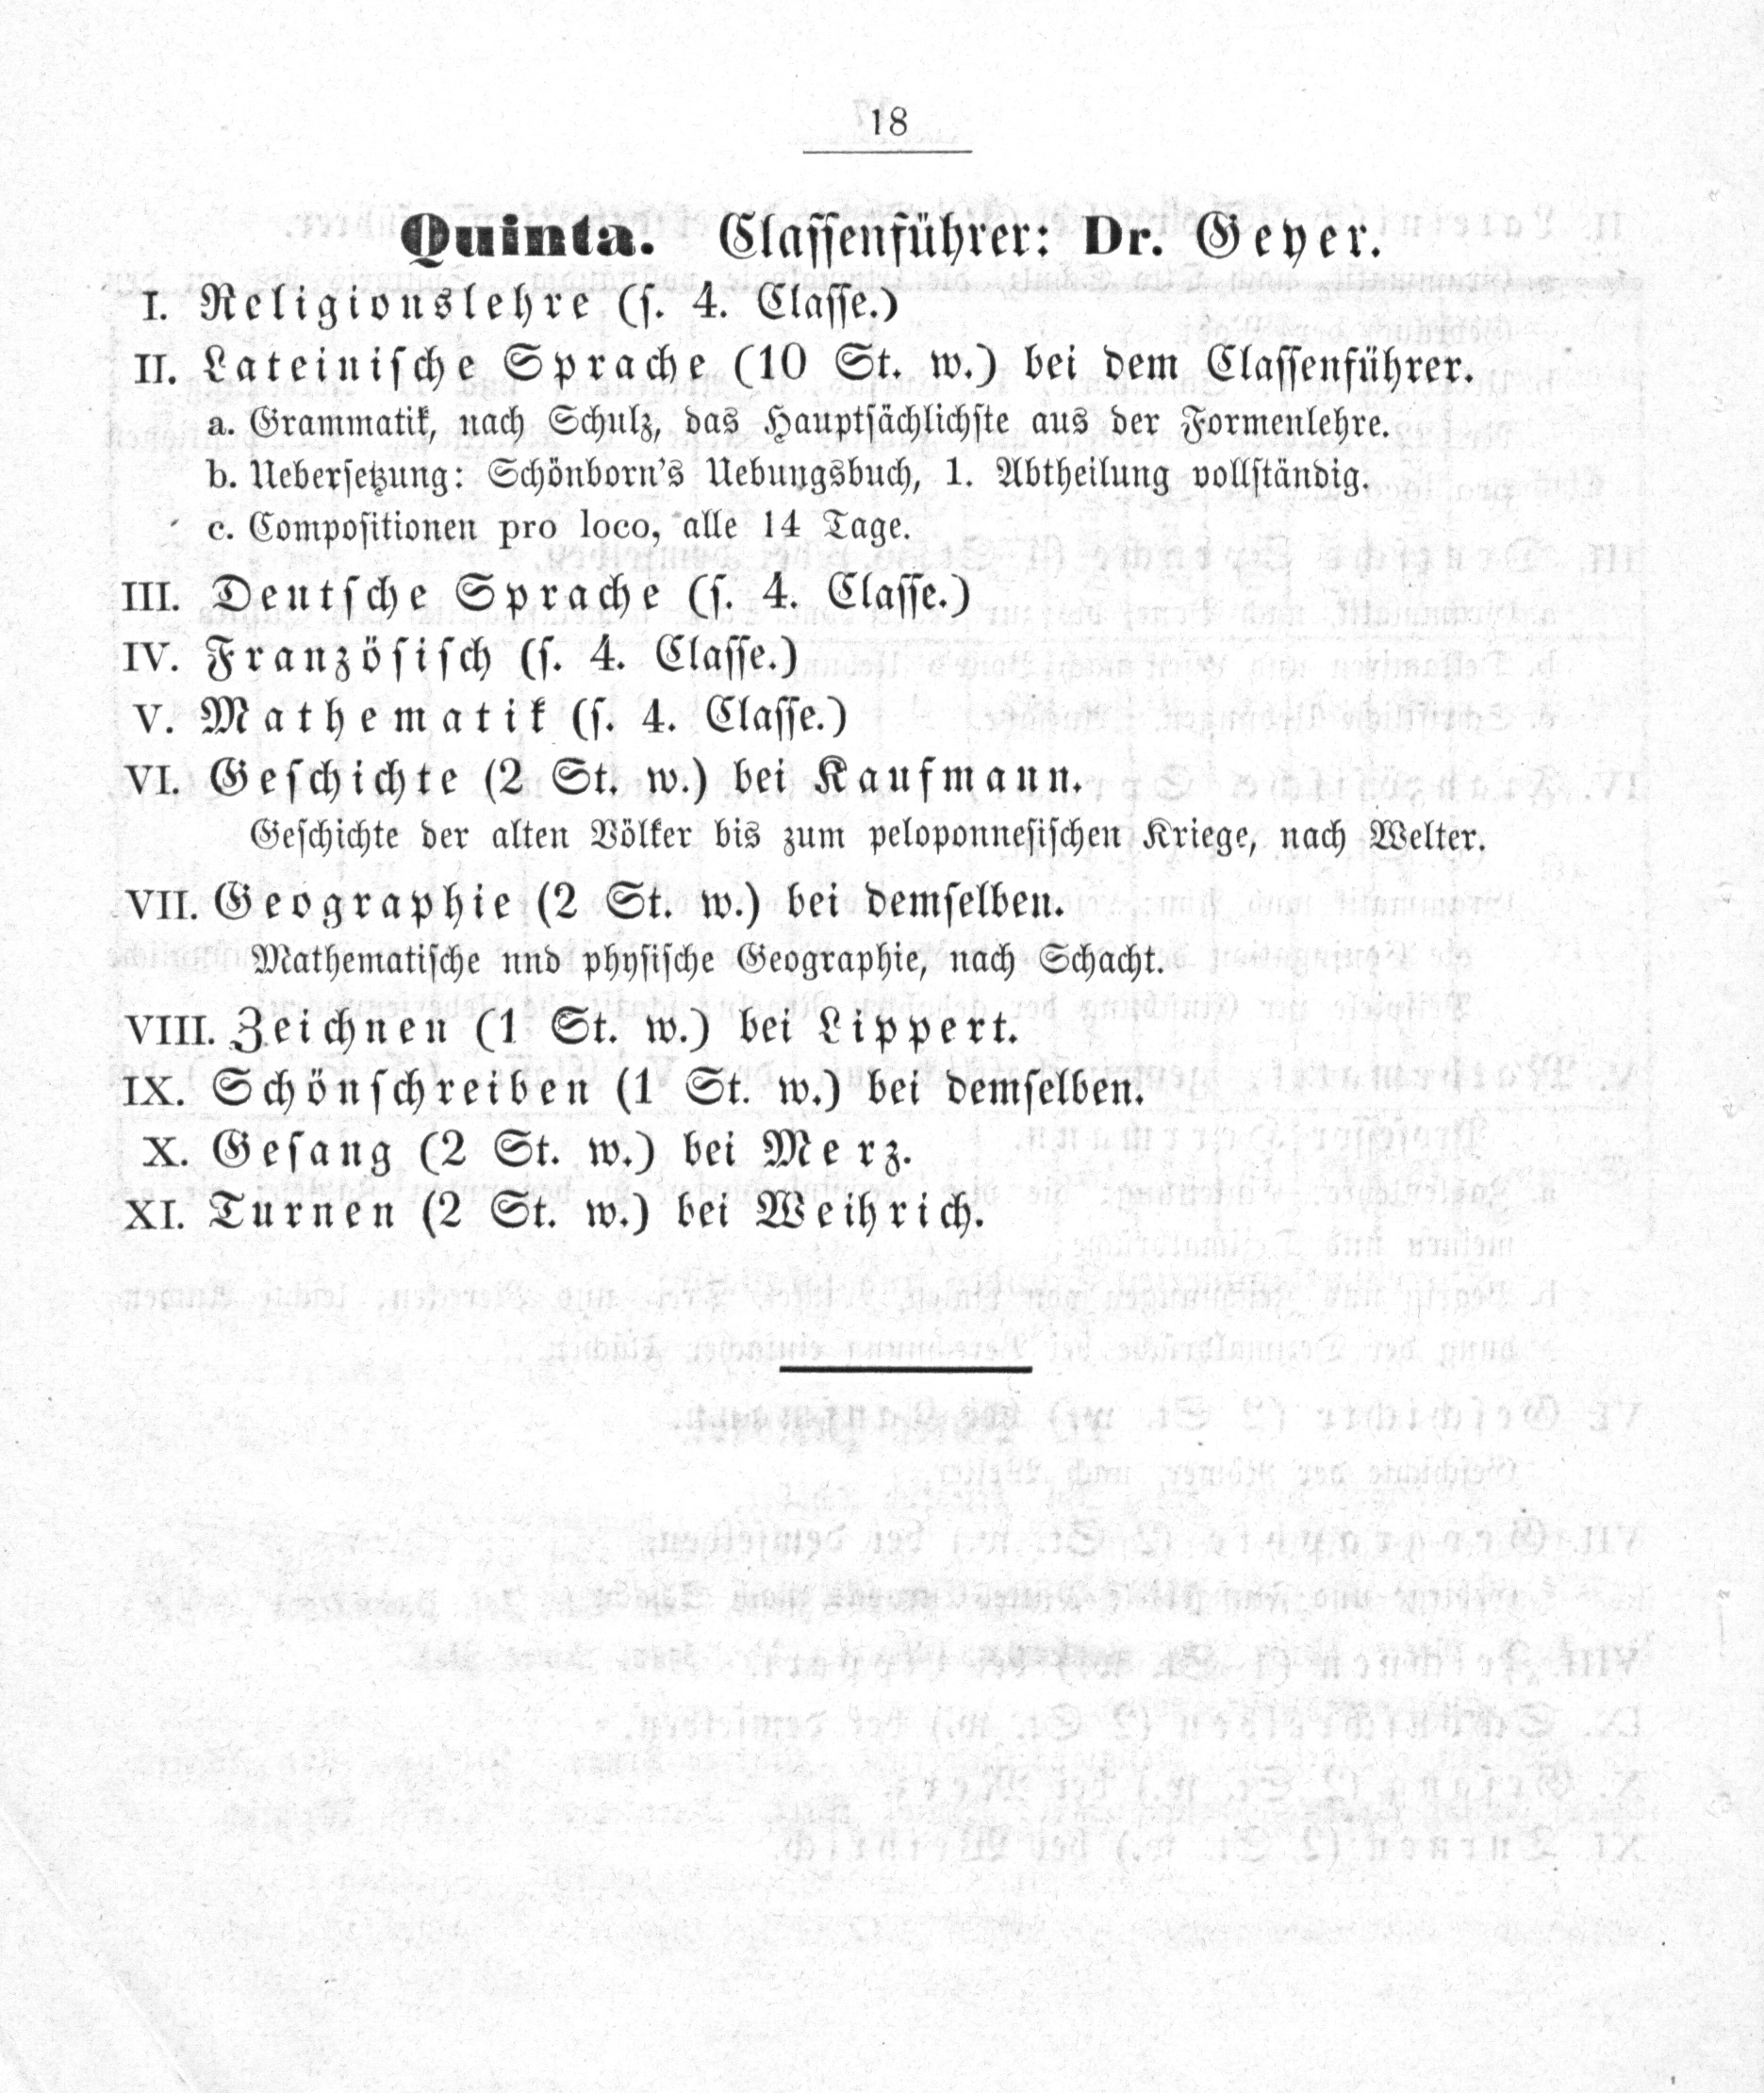 18
Quinta. Claſſenführer: Dr. Geyer.
I. Religionslehre (ſ. 4. Claſſe.)
II. Lateiniſche Sprache (10 St. w.) bei dem Claſſenführer.
a. Grammatik, nach Schulz, das Hauptſächlichſte aus der Formenlehre.
b. Ueberſetzung: Schönborn's Uebungsbuch, 1. Abtheilung vollſtändig.
c. Compoſitionen pro loco, alle 14 Tage.
III. Deutſche Sprache (ſ. 4. Claſſe.)
IV. Franzöſiſch (ſ. 4. Claſſe.)
V. Mathematik (ſ. 4. Claſſe.)
VI. Geſchichte (2 St. w.) bei Kaufmann.
Geſchichte der alten Völker bis zum peloponneſiſchen Kriege, nach Welter.
VII. Geographie (2 St. w.) bei demſelben.
Mathematiſche nnd phyſiſche Geographie, nach Schacht.
VIII. Zeichnen (1 St. w.) bei Lippert.
IX. Schönſchreiben (1 St. w.) bei demſelben.
X. Geſang (2 St. w.) bei Merz.
XI. Turnen (2 St. w.) bei Weihrich.